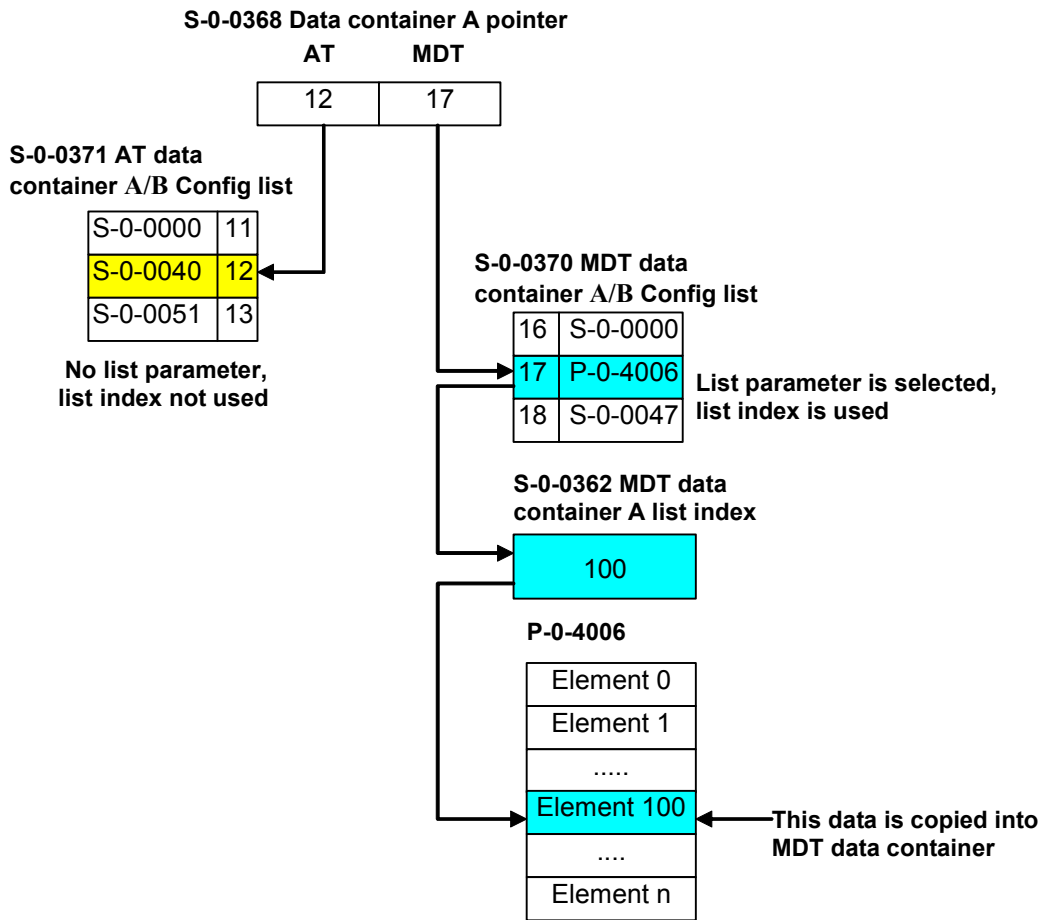 S-0-0368 Data container A pointer
AT MDT
12 17
S-0-0371 AT data
container A/B Config list
S-0-0000 11
S-0-0040 12
S-0-0051 13
No list parameter,
list index not used
S-0-0370 MDT data
container A/B Config list
16 S-0-0000
17 P-0-4006
18 S-0-0047
List parameter is selected,
list index is used
S-0-0362 MDT data
container A list index
100
P-0-4006
Element 0
Element 1
.....
Element 100
....
Element n
This data is copied into
MDT data container